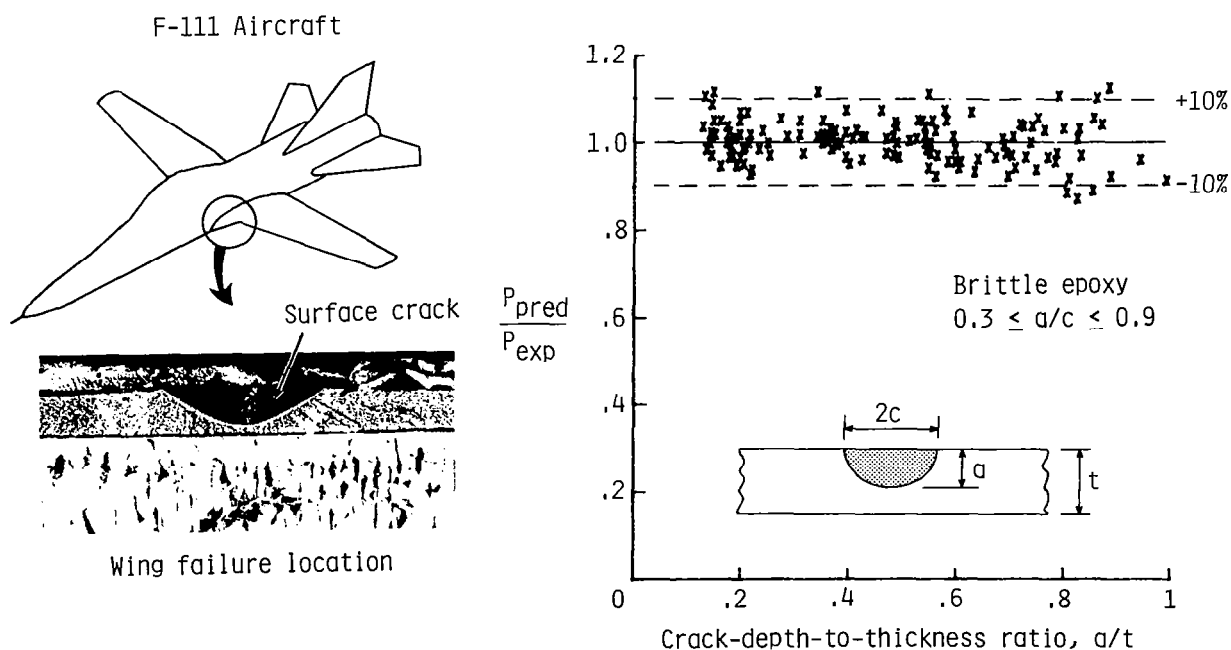 F-111 Aircraft
Surface crack
Wing failure location
P_pred
P_exp
1.2
1.0
.8
.6
.4
.2
0
.2
.4
.6
.8
1
+10%
-10%
Brittle epoxy
0.3 ≤ a/c ≤ 0.9
2c
a
t
Crack-depth-to-thickness ratio, a/t